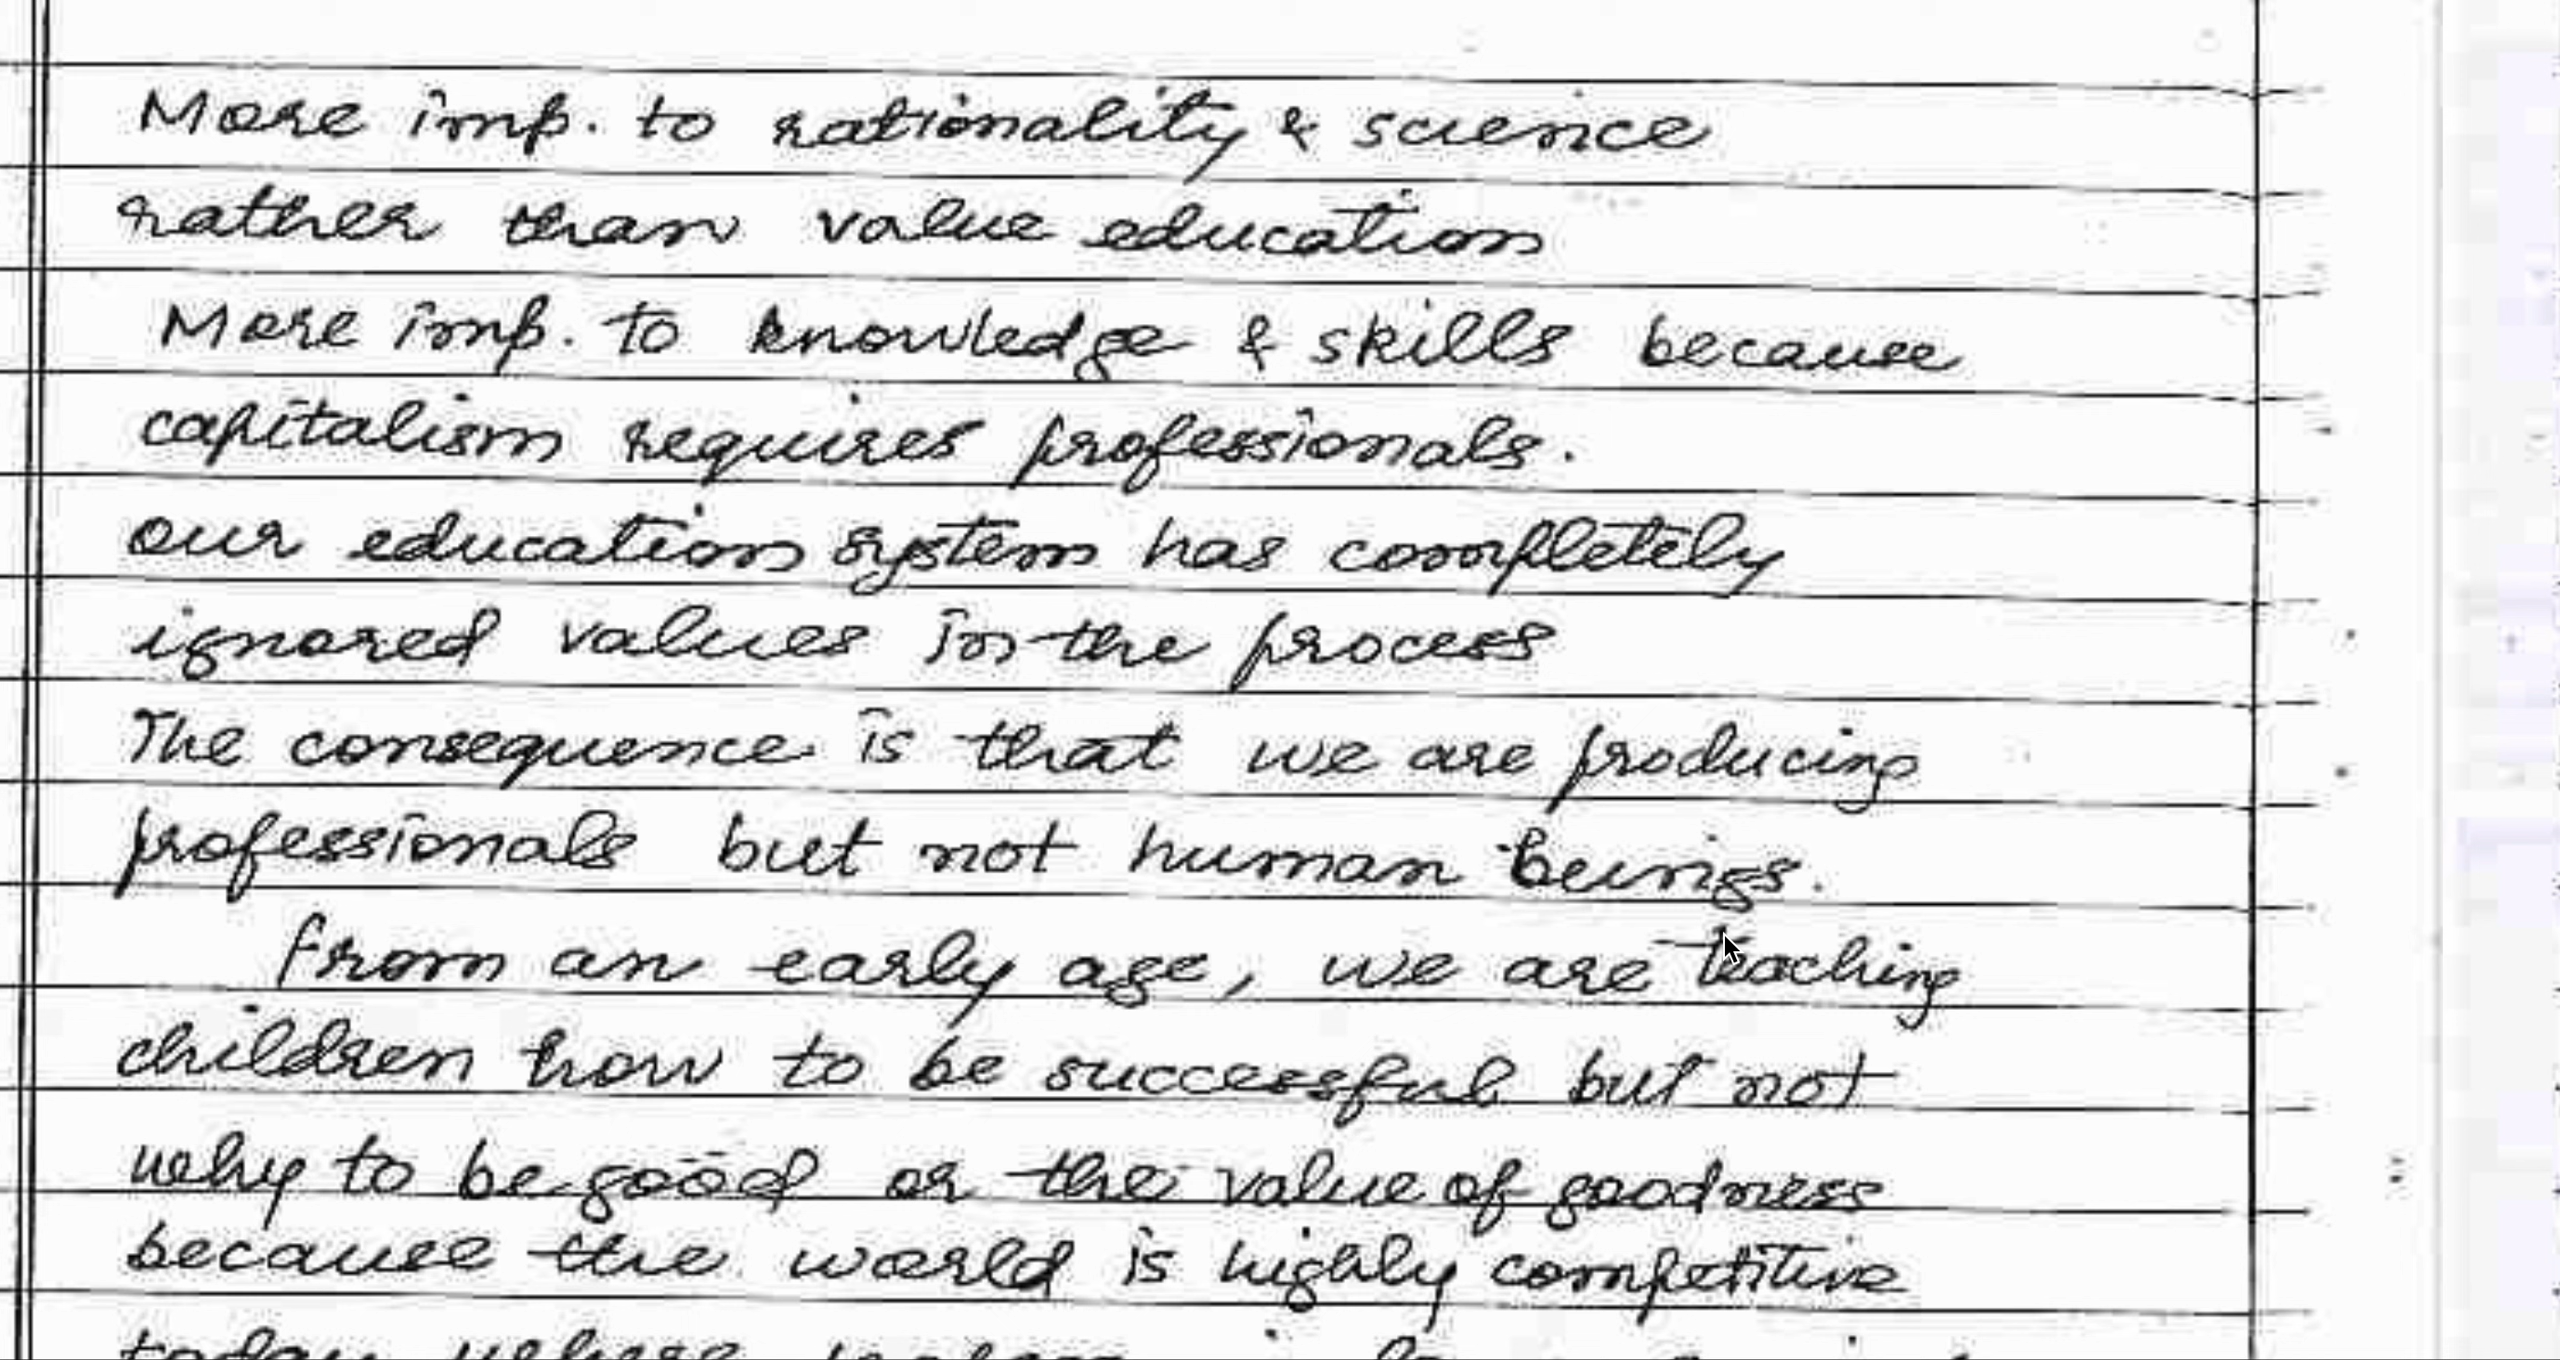 More imp. to rationality & science
rather than value education
More imp. to knowledge & skills because
capitalism requires professionals.
our education system has completely
ignored values in the process
The consequence is that we are producing
professionals but not human beings.
from an early age, we are teaching
children how to be successful but not
why to be good or the value of goodness
because the world is highly competitive
today where